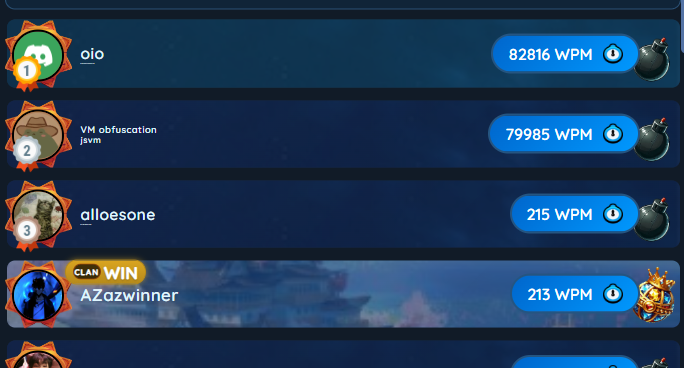 oio
1
82816 WPM
VM obfuscation
jsvm
2
79985 WPM
alloesone
3
215 WPM
CLAN WIN
AZazwinner
213 WPM